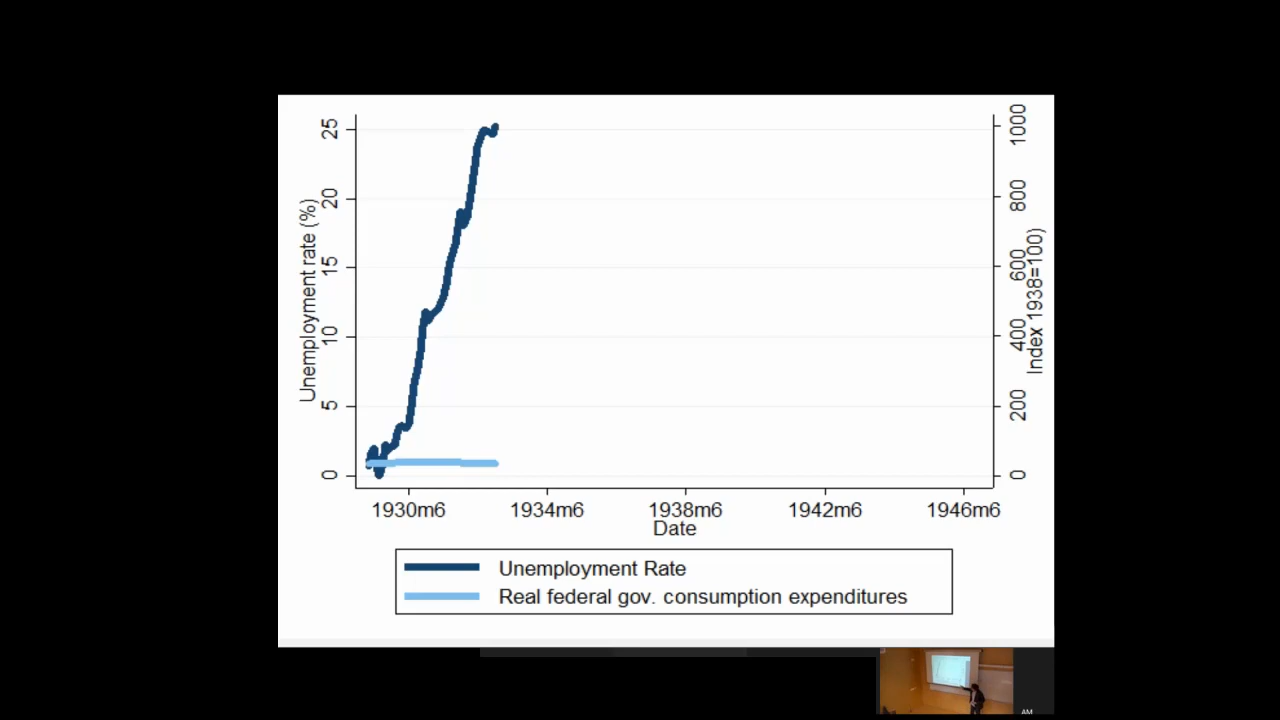 25
20
15
10
5
0
Unemployment rate (%)
1000
800
600
400
200
0
Index 1938=100)
1930m6
1934m6
1938m6
1942m6
1946m6
Date
Unemployment Rate
Real federal gov. consumption expenditures
AM